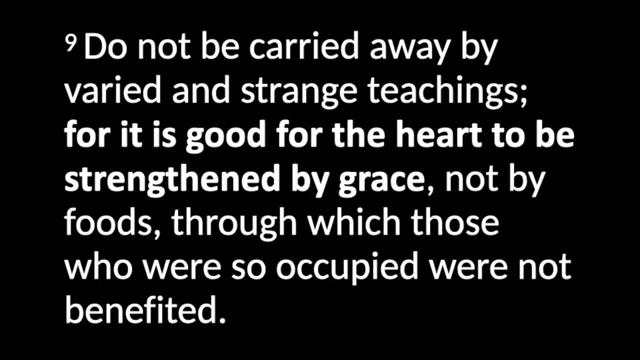 ⁹ Do not be carried away by
varied and strange teachings;
for it is good for the heart to be
strengthened by grace, not by
foods, through which those
who were so occupied were not
benefited.